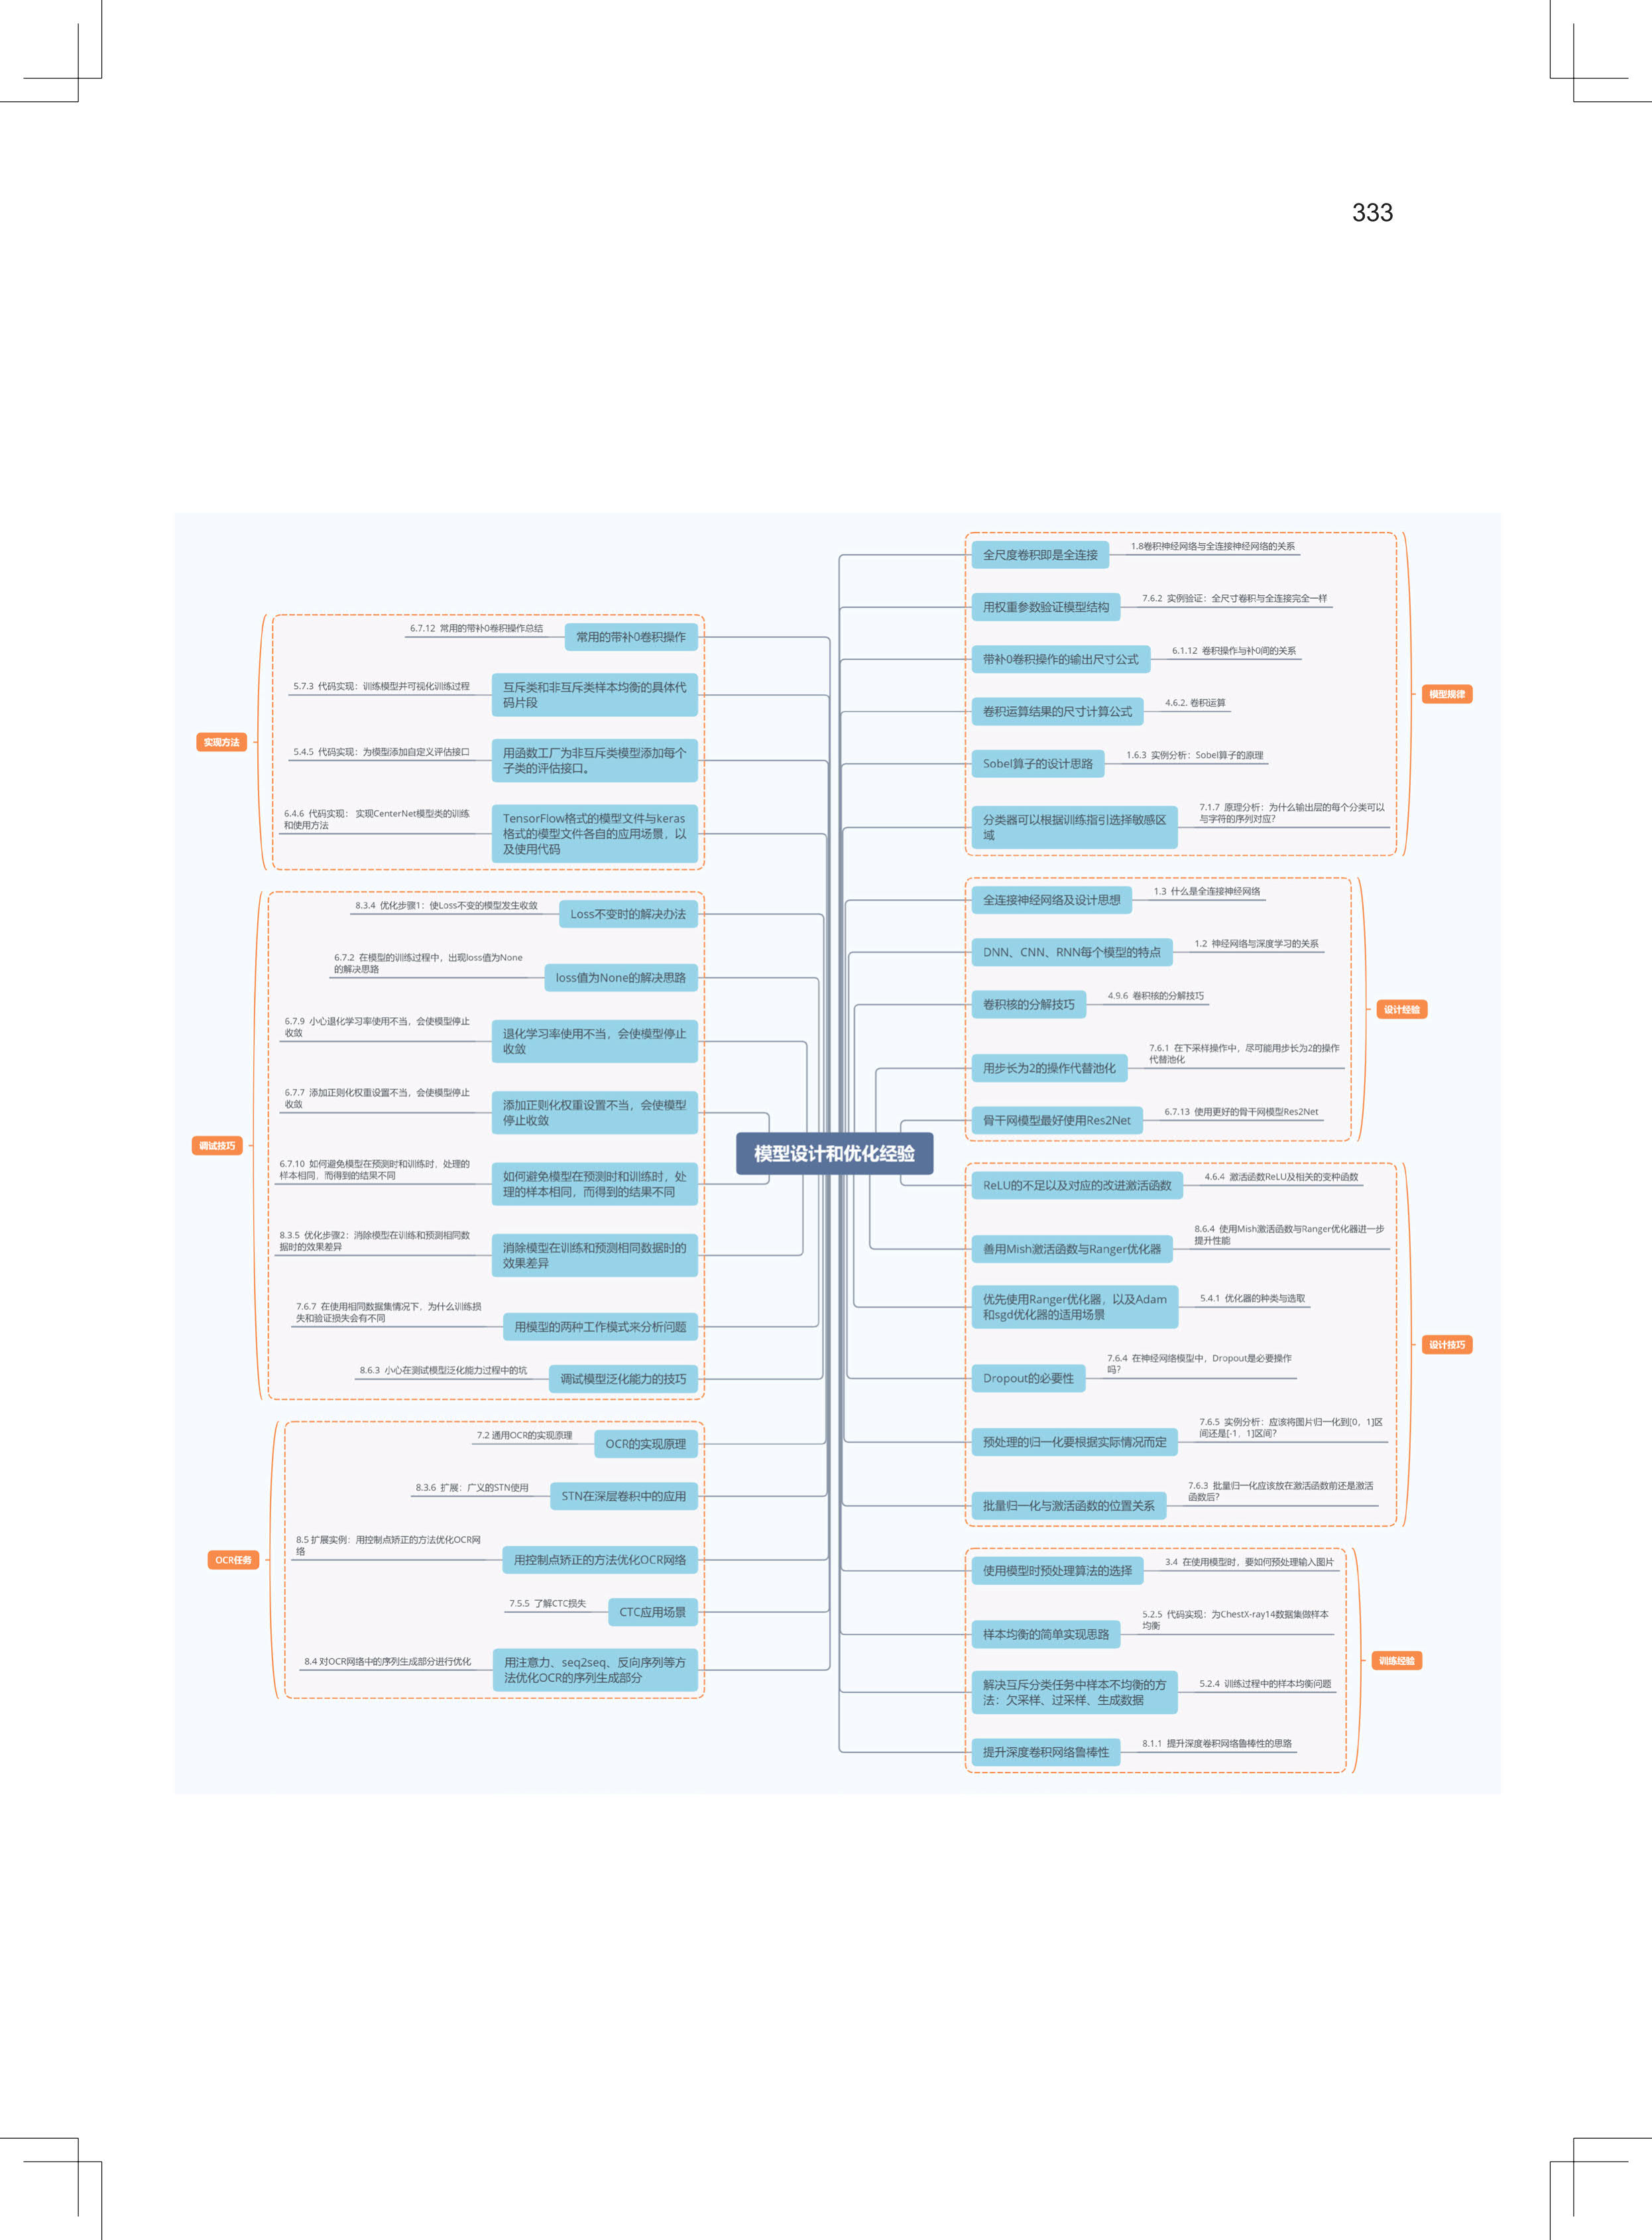 333
模型设计和优化经验
实现方法
6.7.12 常用的带补0卷积操作总结
常用的带补0卷积操作
5.7.3 代码实现：训练模型并可视化训练过程
互斥类和非互斥类样本均衡的具体代
码片段
5.4.5 代码实现：为模型添加自定义评估接口
用函数工厂为非互斥类模型添加每个
子类的评估接口。
6.4.6 代码实现： 实现CenterNet模型类的训练
和使用方法
TensorFlow格式的模型文件与keras
格式的模型文件各自的应用场景，以
及使用代码
调试技巧
8.3.4 优化步骤1：使Loss不变的模型发生收敛
Loss不变时的解决办法
6.7.2 在模型的训练过程中，出现loss值为None
的解决思路
loss值为None的解决思路
6.7.9 小心退化学习率使用不当，会使模型停止
收敛
退化学习率使用不当，会使模型停止
收敛
6.7.7 添加正则化权重设置不当，会使模型停止
收敛
添加正则化权重设置不当，会使模型
停止收敛
6.7.10 如何避免模型在预测时和训练时，处理的
样本相同，而得到的结果不同
如何避免模型在预测时和训练时，处
理的样本相同，而得到的结果不同
8.3.5 优化步骤2：消除模型在训练和预测相同数
据时的效果差异
消除模型在训练和预测相同数据时的
效果差异
7.6.7 在使用相同数据集情况下，为什么训练损
失和验证损失会有不同
用模型的两种工作模式来分析问题
8.6.3 小心在测试模型泛化能力过程中的坑
调试模型泛化能力的技巧
OCR任务
7.2 通用OCR的实现原理
OCR的实现原理
8.3.6 扩展：广义的STN使用
STN在深层卷积中的应用
8.5 扩展实例：用控制点矫正的方法优化OCR网
络
用控制点矫正的方法优化OCR网络
7.5.5 了解CTC损失
CTC应用场景
8.4 对OCR网络中的序列生成部分进行优化
用注意力、seq2seq、反向序列等方
法优化OCR的序列生成部分
模型规律
全尺度卷积即是全连接
1.8卷积神经网络与全连接神经网络的关系
用权重参数验证模型结构
7.6.2 实例验证：全尺寸卷积与全连接完全一样
带补0卷积操作的输出尺寸公式
6.1.12 卷积操作与补0间的关系
卷积运算结果的尺寸计算公式
4.6.2. 卷积运算
Sobel算子的设计思路
1.6.3 实例分析：Sobel算子的原理
分类器可以根据训练指引选择敏感区
域
7.1.7 原理分析：为什么输出层的每个分类可以
与字符的序列对应？
设计经验
全连接神经网络及设计思想
1.3 什么是全连接神经网络
DNN、CNN、RNN每个模型的特点
1.2 神经网络与深度学习的关系
卷积核的分解技巧
4.9.6 卷积核的分解技巧
用步长为2的操作代替池化
7.6.1 在下采样操作中，尽可能用步长为2的操作
代替池化
骨干网模型最好使用Res2Net
6.7.13 使用更好的骨干网模型Res2Net
设计技巧
ReLU的不足以及对应的改进激活函数
4.6.4 激活函数ReLU及相关的变种函数
善用Mish激活函数与Ranger优化器
8.6.4 使用Mish激活函数与Ranger优化器进一步
提升性能
优先使用Ranger优化器，以及Adam
和sgd优化器的适用场景
5.4.1 优化器的种类与选取
Dropout的必要性
7.6.4 在神经网络模型中，Dropout是必要操作
吗？
预处理的归一化要根据实际情况而定
7.6.5 实例分析：应该将图片归一化到[0，1]区
间还是[-1，1]区间？
批量归一化与激活函数的位置关系
7.6.3 批量归一化应该放在激活函数前还是激活
函数后？
训练经验
使用模型时预处理算法的选择
3.4 在使用模型时，要如何预处理输入图片
样本均衡的简单实现思路
5.2.5 代码实现：为ChestX-ray14数据集做样本
均衡
解决互斥分类任务中样本不均衡的方
法：欠采样、过采样、生成数据
5.2.4 训练过程中的样本均衡问题
提升深度卷积网络鲁棒性
8.1.1 提升深度卷积网络鲁棒性的思路